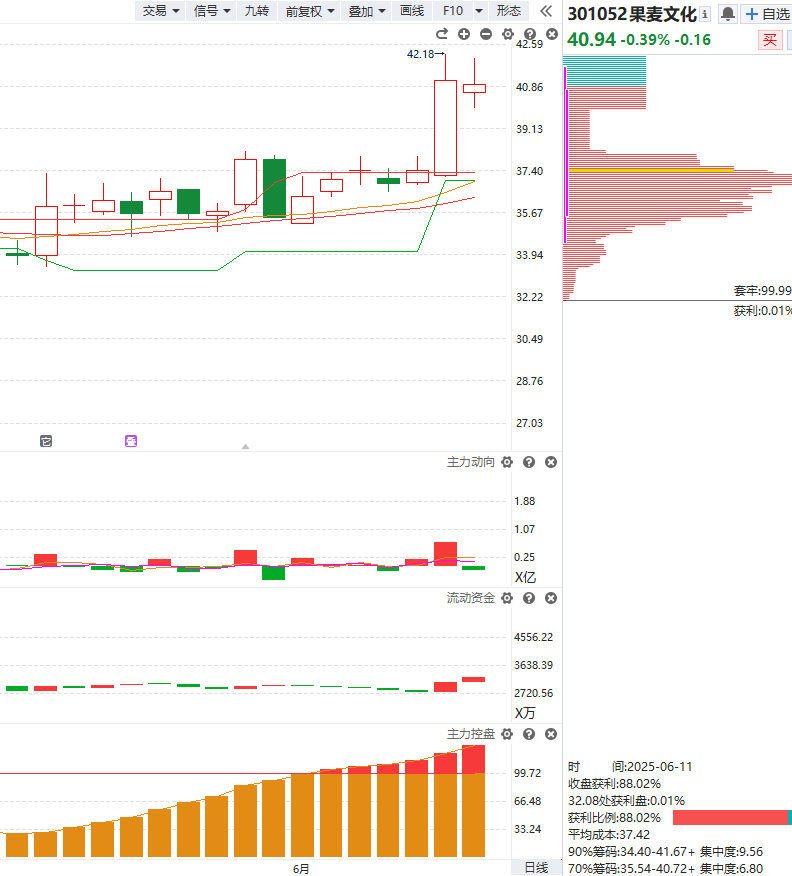 交易 信号 九转 前复权 叠加 画线 F10 形态
301052 果麦文化 i 自选
40.94 -0.39% -0.16 买
42.18
42.59
40.86
39.13
37.40
35.67
33.94
32.22
30.49
28.76
27.03
套牢:99.99
获利:0.01%
主力动向
1.88
1.07
0.25
X亿
流动资金
4556.22
3638.39
2720.56
X万
主力控盘
99.72
66.48
33.24
6月
日线
时 间:2025-06-11
收盘获利:88.02%
32.08处获利盘:0.01%
获利比例:88.02%
平均成本:37.42
90%筹码:34.40-41.67+ 集中度:9.56
70%筹码:35.54-40.72+ 集中度:6.80